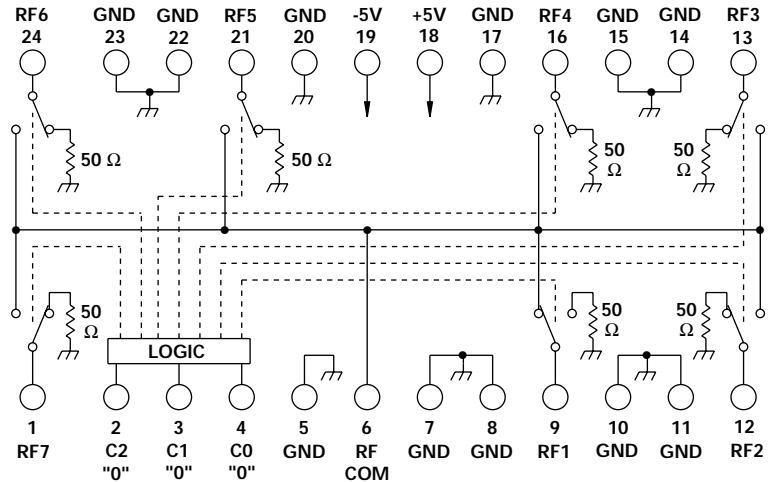 RF6 GND GND RF5 GND -5V +5V GND RF4 GND GND RF3
24 23 22 21 20 19 18 17 16 15 14 13
50 Ω 50 Ω 50 Ω 50 Ω
50 Ω 50 Ω 50 Ω
LOGIC
1 2 3 4 5 6 7 8 9 10 11 12
RF7 C2 C1 C0 GND RF GND GND RF1 GND GND RF2
"0" "0" "0" COM